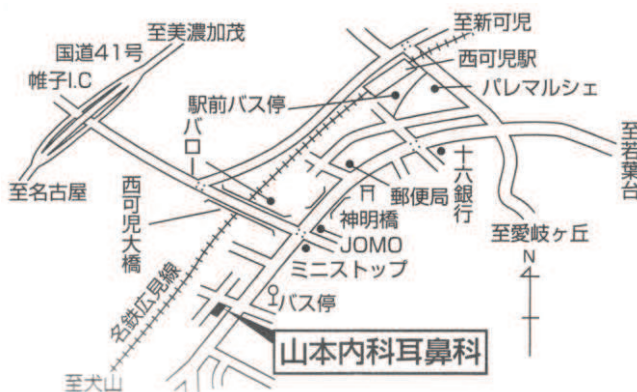 至新可児
至美濃加茂
国道41号
帷子I.C
西可児駅
パレマルシェ
駅前バス停
バロー
至若葉台
至名古屋
西可児大橋
郵便局
十六銀行
神明橋
JOMO
至愛岐ヶ丘
N
ミニストップ
名鉄広見線
バス停
山本内科耳鼻科
至犬山